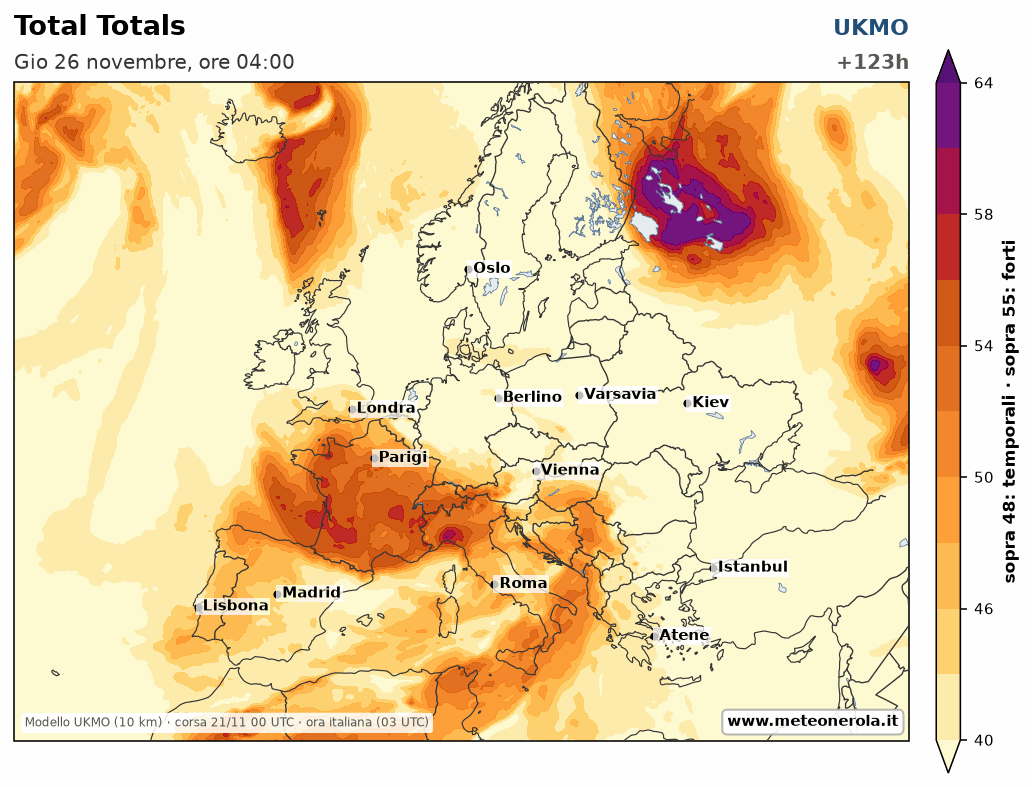 Total Totals
UKMO
Gio 26 novembre, ore 04:00
+123h
64
58
54
50
46
40
sopra 48: temporali · sopra 55: forti
Oslo
Londra
Berlino
Varsavia
Kiev
Parigi
Vienna
Istanbul
Roma
Madrid
Lisbona
Atene
Modello UKMO (10 km) · corsa 21/11 00 UTC · ora italiana (03 UTC)
www.meteonerola.it